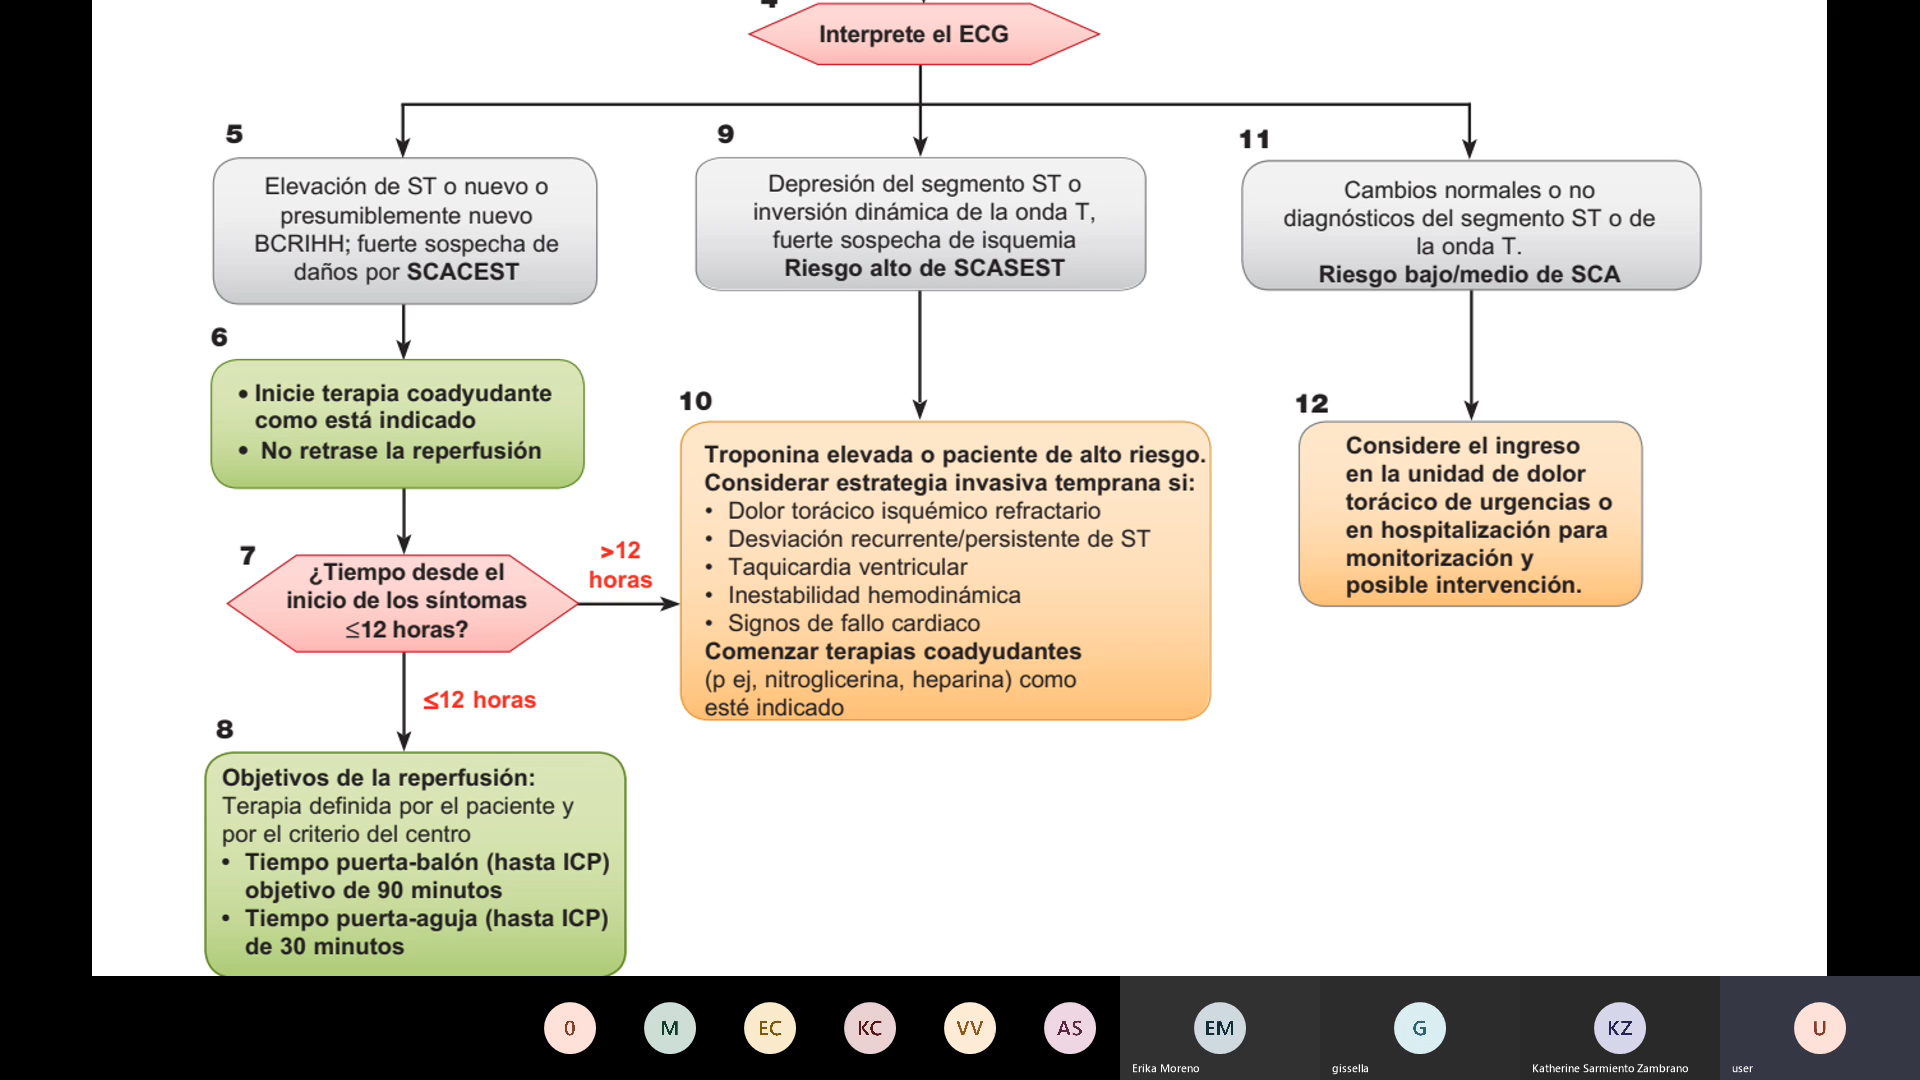 4
Interprete el ECG
5
Elevación de ST o nuevo o
presumiblemente nuevo
BCRIHH; fuerte sospecha de
daños por SCACEST
6
• Inicie terapia coadyudante
como está indicado
• No retrase la reperfusión
7
¿Tiempo desde el
inicio de los síntomas
≤12 horas?
>12
horas
≤12 horas
8
Objetivos de la reperfusión:
Terapia definida por el paciente y
por el criterio del centro
• Tiempo puerta-balón (hasta ICP)
objetivo de 90 minutos
• Tiempo puerta-aguja (hasta ICP)
de 30 minutos
9
Depresión del segmento ST o
inversión dinámica de la onda T,
fuerte sospecha de isquemia
Riesgo alto de SCASEST
10
Troponina elevada o paciente de alto riesgo.
Considerar estrategia invasiva temprana si:
• Dolor torácico isquémico refractario
• Desviación recurrente/persistente de ST
• Taquicardia ventricular
• Inestabilidad hemodinámica
• Signos de fallo cardiaco
Comenzar terapias coadyudantes
(p ej, nitroglicerina, heparina) como
esté indicado
11
Cambios normales o no
diagnósticos del segmento ST o de
la onda T.
Riesgo bajo/medio de SCA
12
Considere el ingreso
en la unidad de dolor
torácico de urgencias o
en hospitalización para
monitorización y
posible intervención.
0
M
EC
KC
VV
AS
EM
Erika Moreno
G
gissella
KZ
Katherine Sarmiento Zambrano
U
user